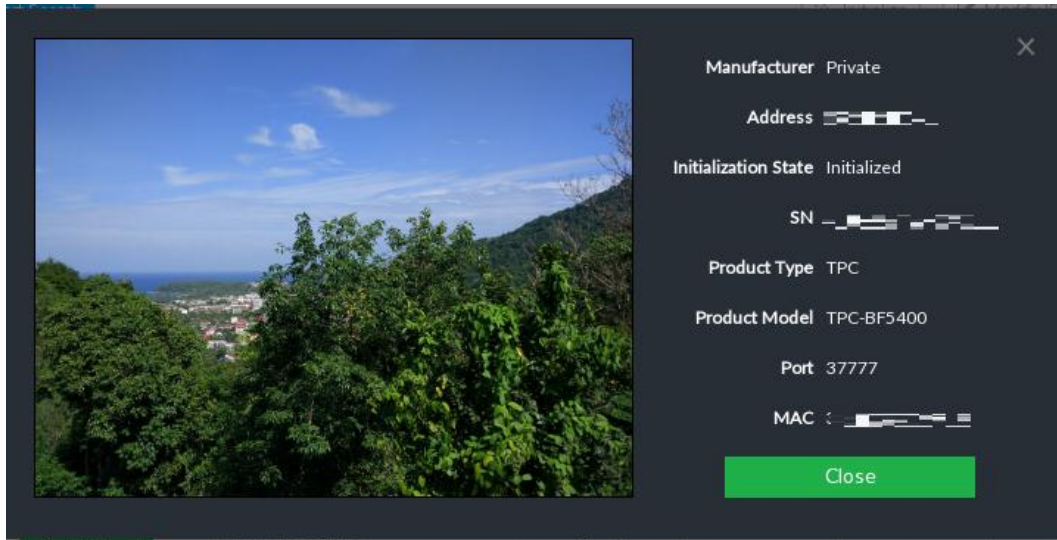 Manufacturer Private
Address
Initialization State Initialized
SN
Product Type TPC
Product Model TPC-BF5400
Port 37777
MAC
Close